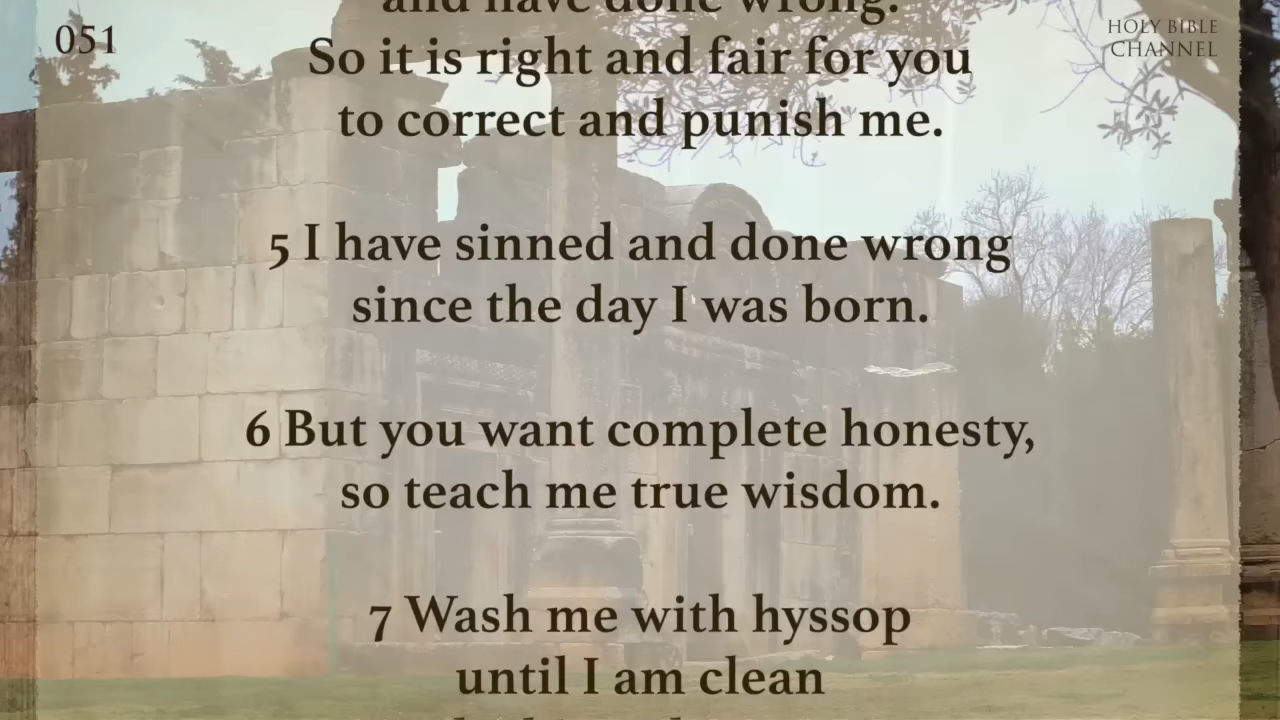 051
HOLY BIBLE
CHANNEL
and have done wrong.
So it is right and fair for you
to correct and punish me.
5 I have sinned and done wrong
since the day I was born.
6 But you want complete honesty,
so teach me true wisdom.
7 Wash me with hyssop
until I am clean